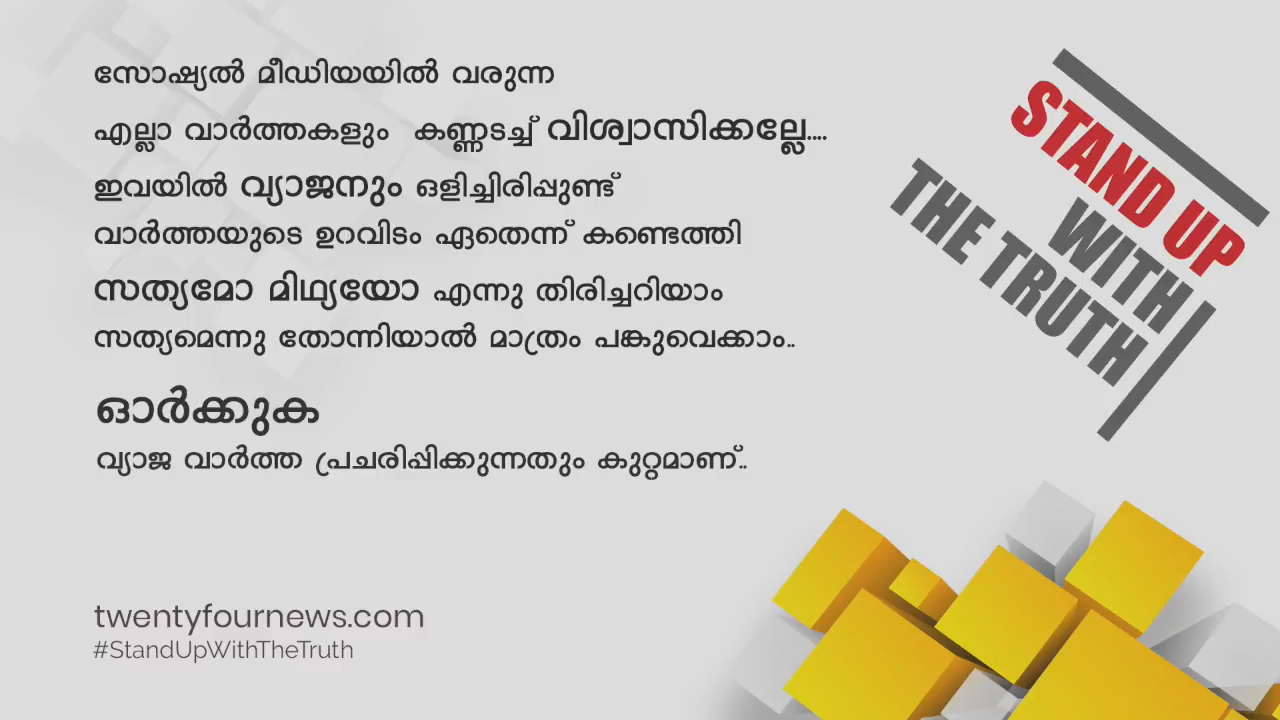 സോഷ്യൽ മീഡിയയിൽ വരുന്ന
എല്ലാ വാർത്തകളും കണ്ണടച്ച് വിശ്വാസിക്കല്ലേ....
ഇവയിൽ വ്യാജനും ഒളിച്ചിരിപ്പുണ്ട്
വാർത്തയുടെ ഉറവിടം ഏതെന്ന് കണ്ടെത്തി
സത്യമോ മിഥ്യയോ എന്നു തിരിച്ചറിയാം
സത്യമെന്നു തോന്നിയാൽ മാത്രം പങ്കുവെക്കാം..
ഓർക്കുക
വ്യാജ വാർത്ത പ്രചരിപ്പിക്കുന്നതും കുറ്റമാണ്..
STAND UP
WITH
THE TRUTH
twentyfournews.com
#StandUpWithTheTruth